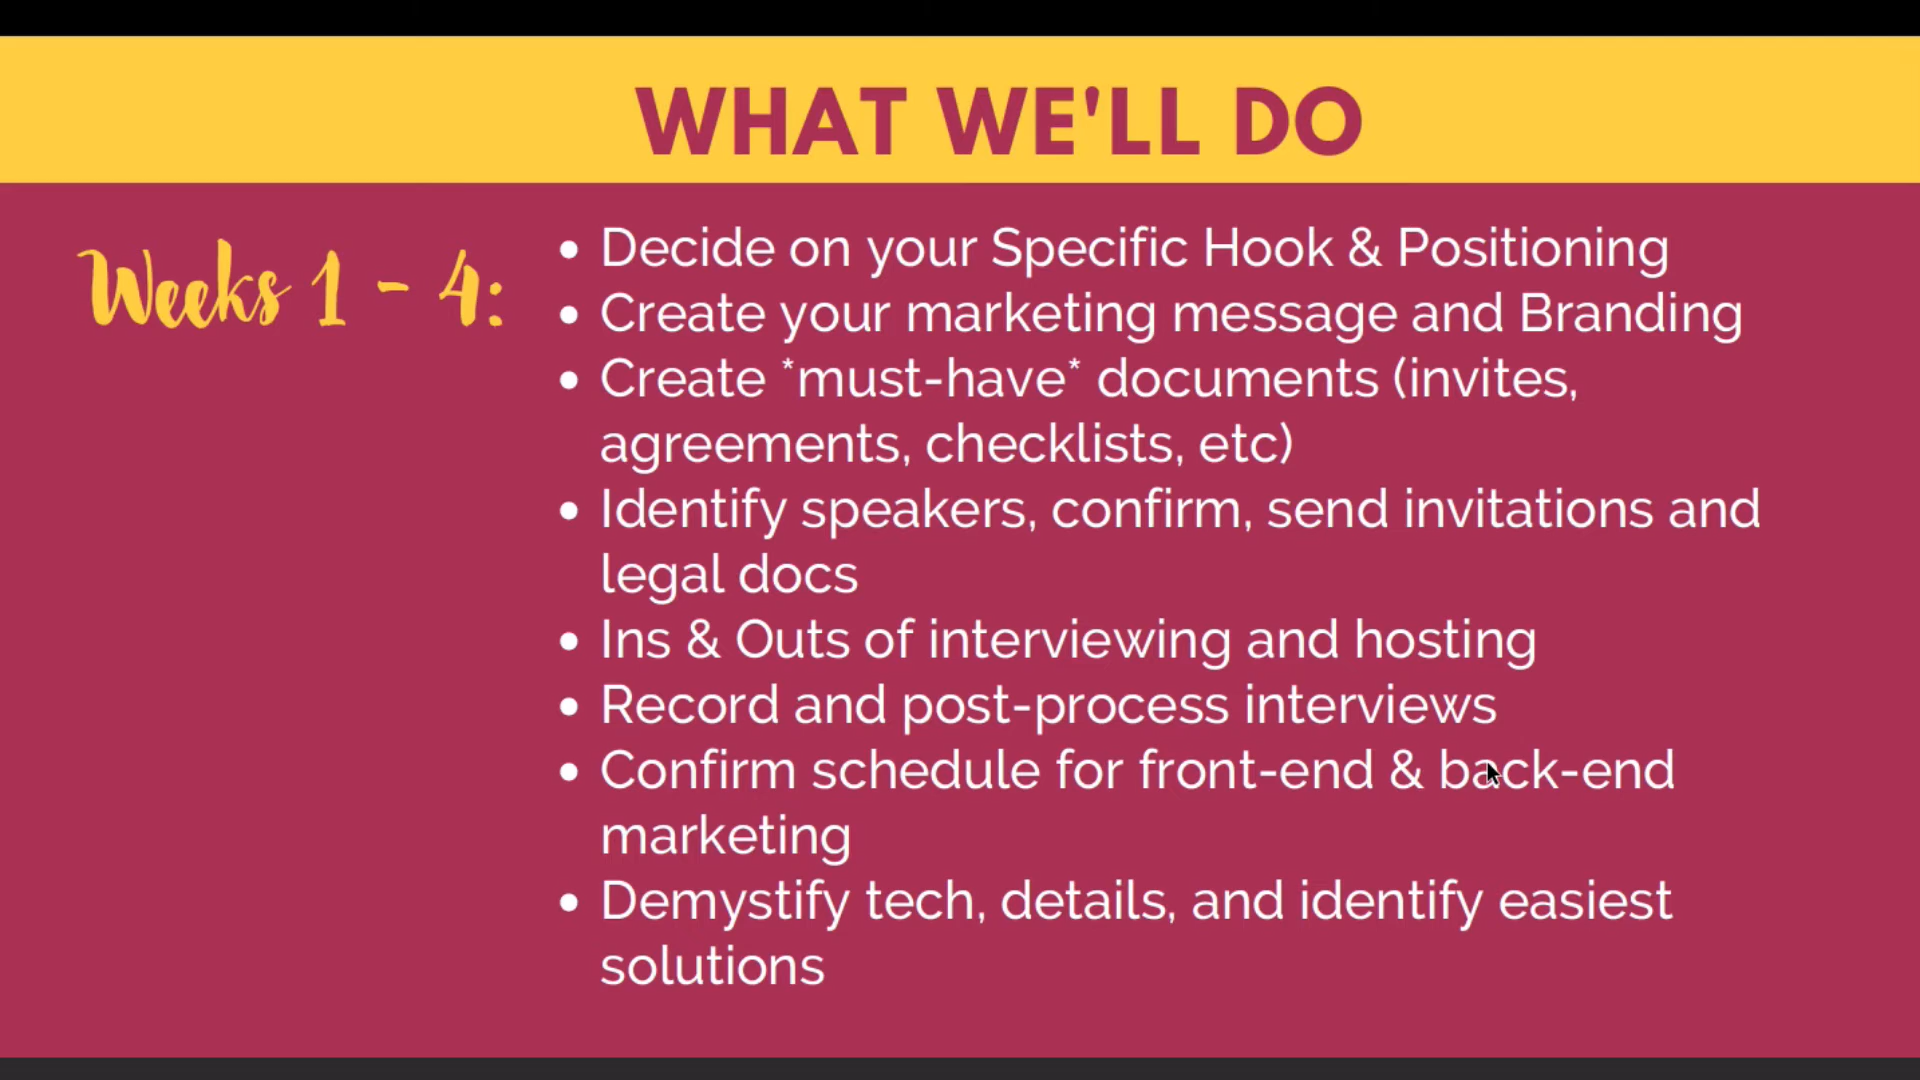 WHAT WE'LL DO
Weeks 1 - 4:
• Decide on your Specific Hook & Positioning
• Create your marketing message and Branding
• Create *must-have* documents (invites,
agreements, checklists, etc)
• Identify speakers, confirm, send invitations and
legal docs
• Ins & Outs of interviewing and hosting
• Record and post-process interviews
• Confirm schedule for front-end & back-end
marketing
• Demystify tech, details, and identify easiest
solutions